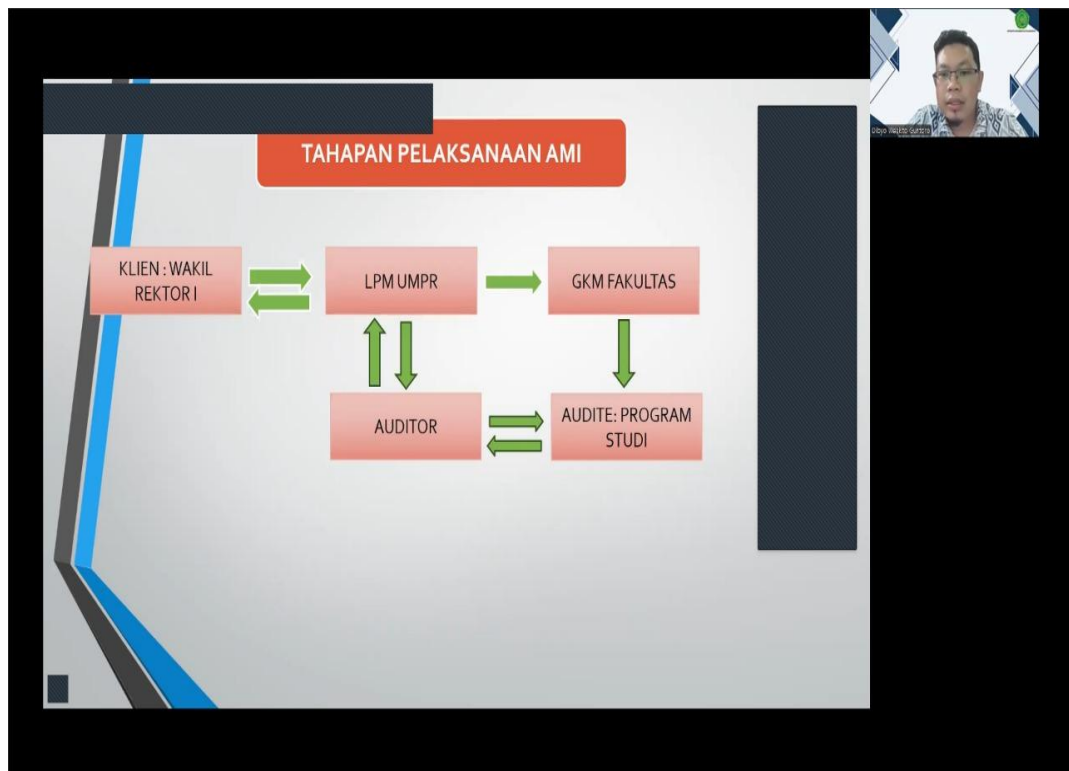 TAHAPAN PELAKSANAAN AMI
KLIEN : WAKIL
REKTOR I
LPM UMPR
GKM FAKULTAS
AUDITOR
AUDITE: PROGRAM
STUDI